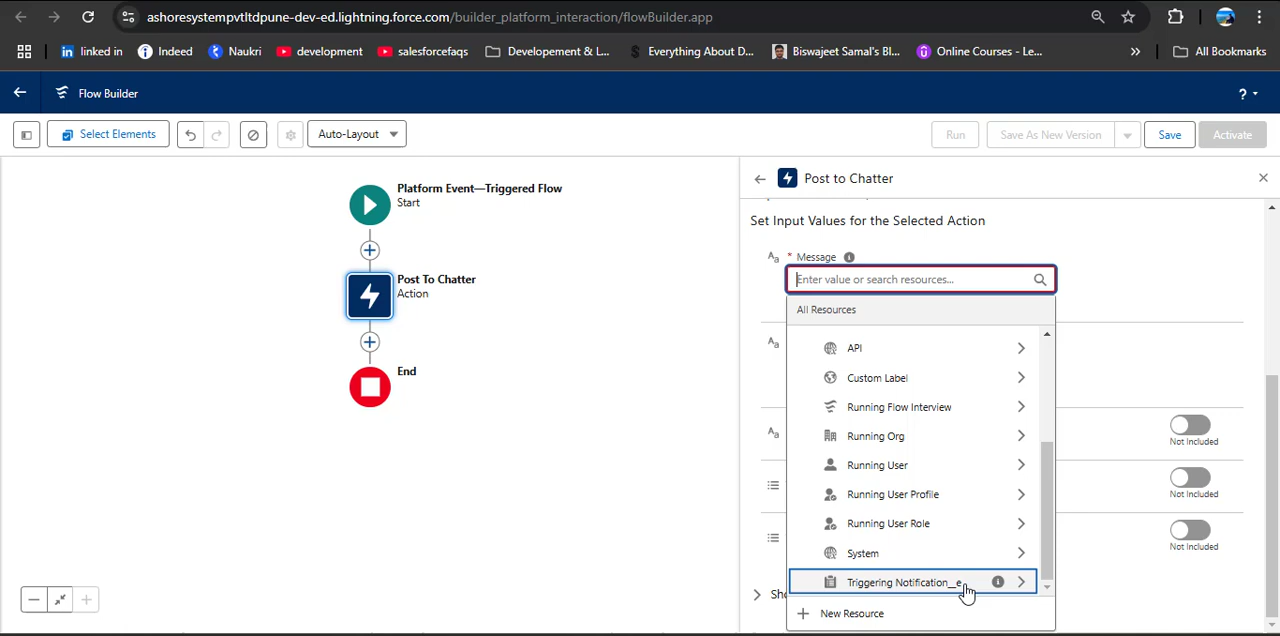 ashoresystempvtltdpune-dev-ed.lightning.force.com/builder_platform_interaction/flowBuilder.app
linked in
Indeed
Naukri
development
salesforcefaqs
Developement & L...
Everything About D...
Biswajeet Samal's Bl...
Online Courses - Le...
All Bookmarks
Flow Builder
?
Select Elements
Auto-Layout
Run
Save As New Version
Save
Activate
Platform Event—Triggered Flow
Start
Post To Chatter
Action
End
Post to Chatter
Set Input Values for the Selected Action
Aa * Message
Enter value or search resources...
All Resources
Aa
API
Custom Label
Running Flow Interview
Aa
Not Included
Running Org
Running User
Running User Profile
Not Included
Running User Role
Not Included
System
Triggering Notification__e
Sh
New Resource